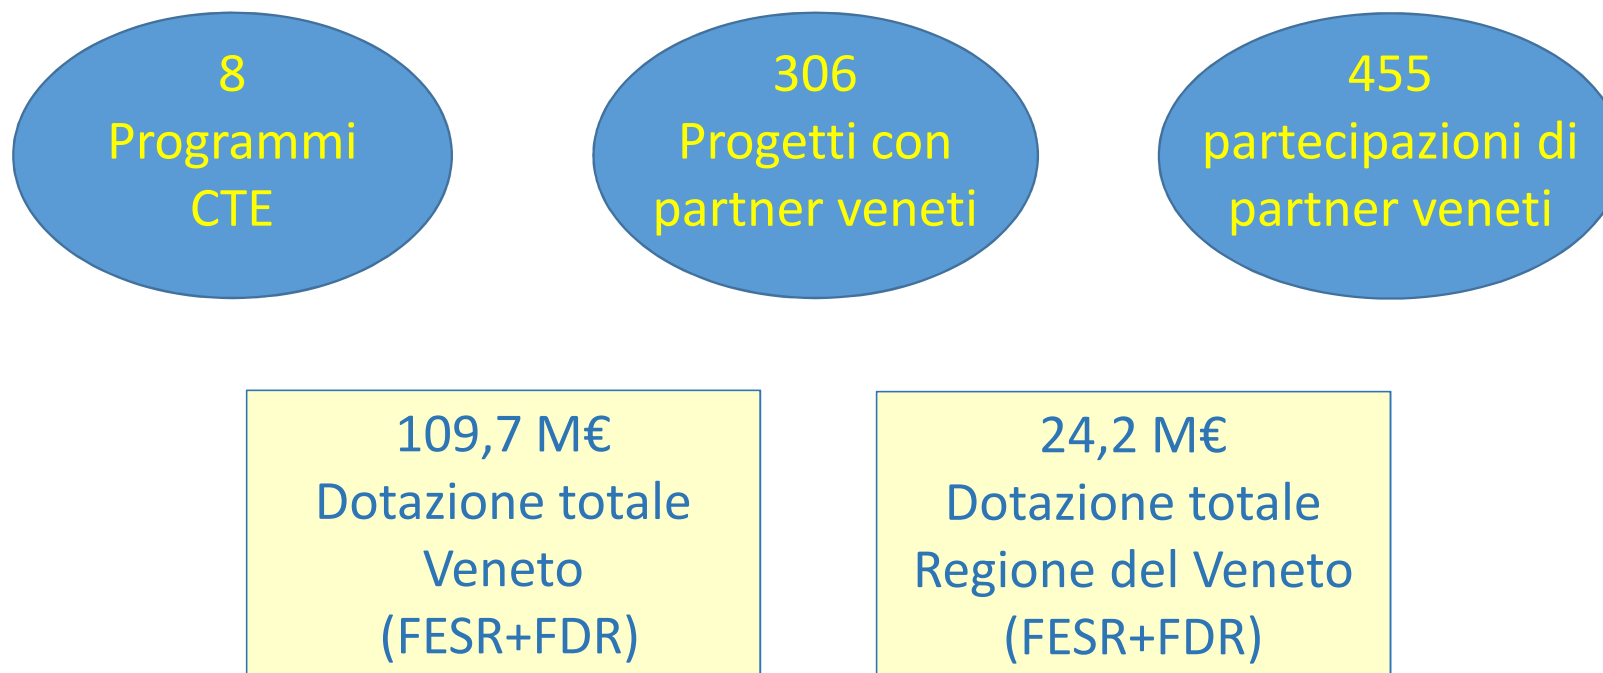 8
Programmi
CTE
306
Progetti con
partner veneti
455
partecipazioni di
partner veneti
109,7 M€
Dotazione totale
Veneto
(FESR+FDR)
24,2 M€
Dotazione totale
Regione del Veneto
(FESR+FDR)